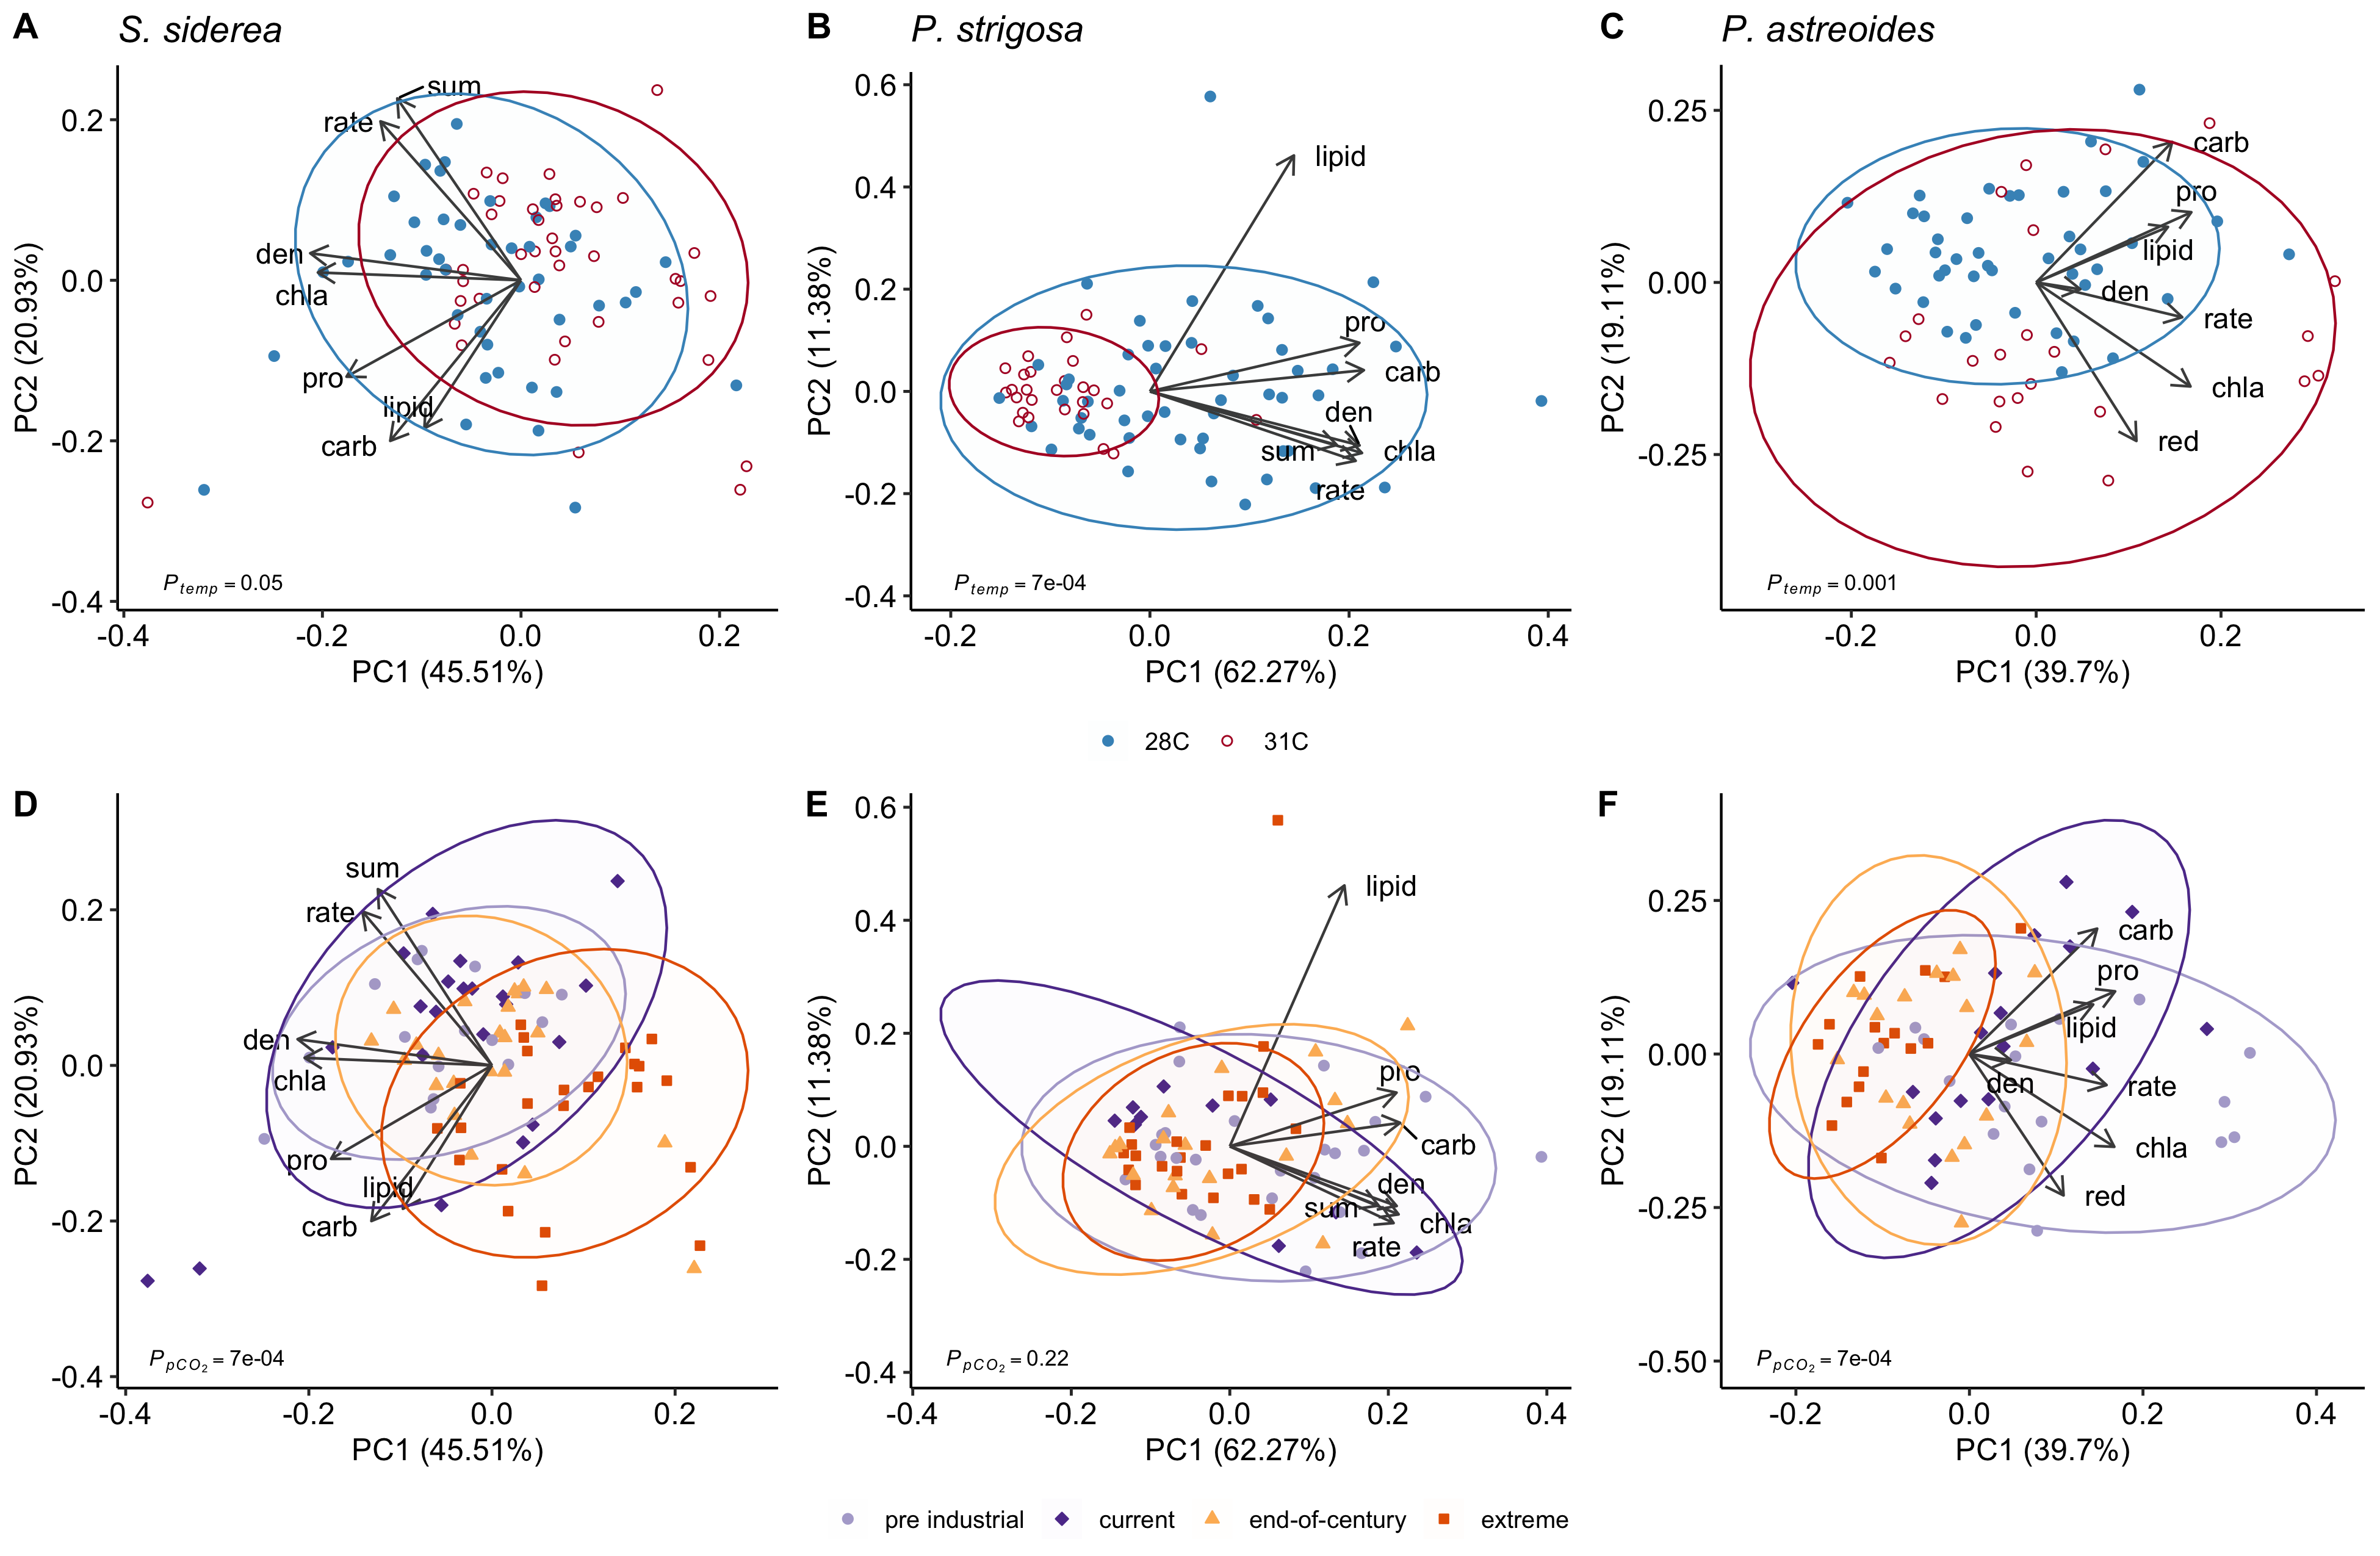 A
S. siderea
B
P. strigosa
C
P. astreoides
PC2 (20.93%)
0.2
0.0
-0.2
-0.4
sum
rate
den
chla
pro
lipid
carb
P temp = 0.05
-0.4
-0.2
0.0
0.2
PC1 (45.51%)
PC2 (11.38%)
0.6
0.4
0.2
0.0
-0.2
-0.4
lipid
pro
carb
den
sum
chla
rate
P temp = 7e-04
-0.2
0.0
0.2
0.4
PC1 (62.27%)
PC2 (19.11%)
0.25
0.00
-0.25
carb
pro
lipid
den
rate
chla
red
P temp = 0.001
-0.2
0.0
0.2
PC1 (39.7%)
28C
31C
D
PC2 (20.93%)
0.2
0.0
-0.2
-0.4
sum
rate
den
chla
pro
lipid
carb
P pCO2 = 7e-04
-0.4
-0.2
0.0
0.2
PC1 (45.51%)
E
PC2 (11.38%)
0.6
0.4
0.2
0.0
-0.2
-0.4
lipid
pro
carb
den
sum
chla
rate
P pCO2 = 0.22
-0.4
-0.2
0.0
0.2
0.4
PC1 (62.27%)
F
PC2 (19.11%)
0.25
0.00
-0.25
-0.50
carb
pro
lipid
den
rate
chla
red
P pCO2 = 7e-04
-0.2
0.0
0.2
0.4
PC1 (39.7%)
pre industrial
current
end-of-century
extreme